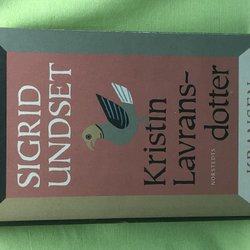 SIGRID
UNDSET
Kristin
Lavrans-
dotter
NORSTEDTS